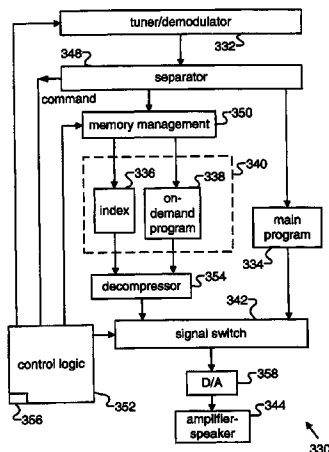 tuner/demodulator
332
348
separator
command
memory management
350
336
338
340
index
on-
demand
program
main
program
334
354
decompressor
342
signal switch
control logic
D/A
358
356
352
amplifier-
speaker
344
330